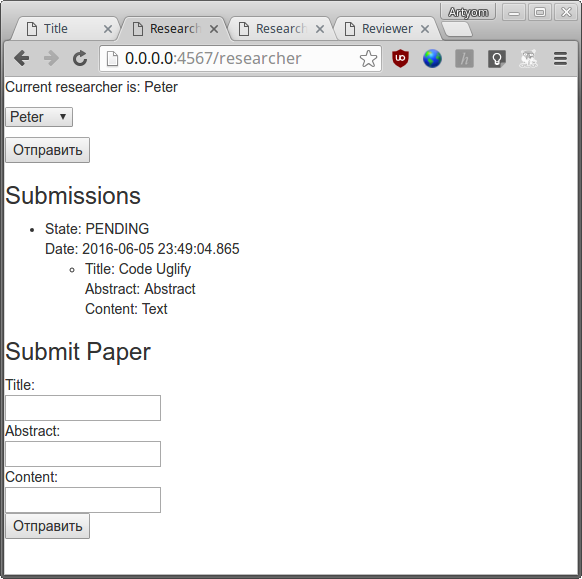 Artyom
Title
Researche
Research
Reviewer
0.0.0.0:4567/researcher
Current researcher is: Peter
Peter
Отправить
Submissions
State: PENDING
Date: 2016-06-05 23:49:04.865
Title: Code Uglify
Abstract: Abstract
Content: Text
Submit Paper
Title:
Abstract:
Content:
Отправить